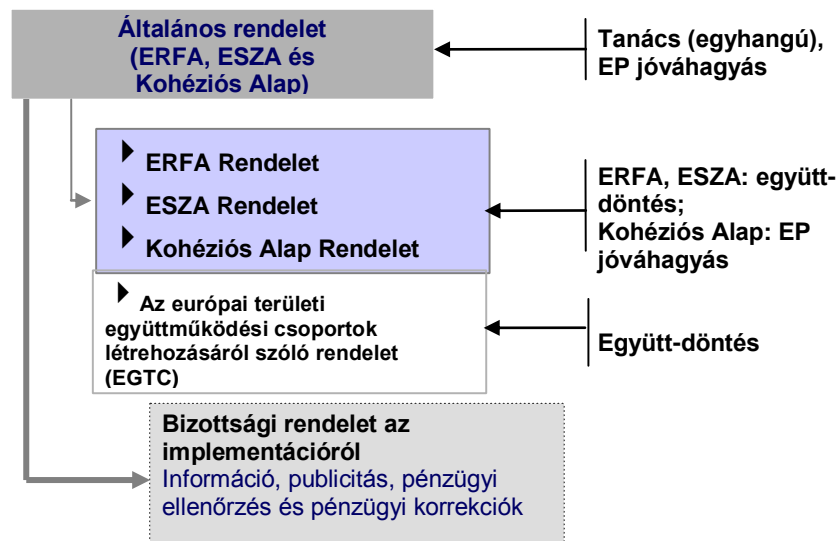 Általános rendelet
(ERFA, ESZA és
Kohéziós Alap)
Tanács (egyhangú),
EP jóváhagyás
ERFA Rendelet
ESZA Rendelet
Kohéziós Alap Rendelet
ERFA, ESZA: együtt-
döntés;
Kohéziós Alap: EP
jóváhagyás
Az európai területi
együttműködési csoportok
létrehozásáról szóló rendelet
(EGTC)
Együtt-döntés
Bizottsági rendelet az
implementációról
Információ, publicitás, pénzügyi
ellenőrzés és pénzügyi korrekciók